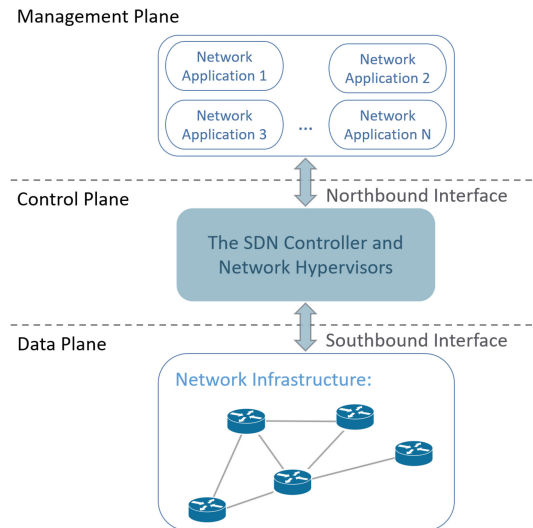 Management Plane
Network
Application 1
Network
Application 2
Network
Application 3
...
Network
Application N
Northbound Interface
Control Plane
The SDN Controller and
Network Hypervisors
Southbound Interface
Data Plane
Network Infrastructure: